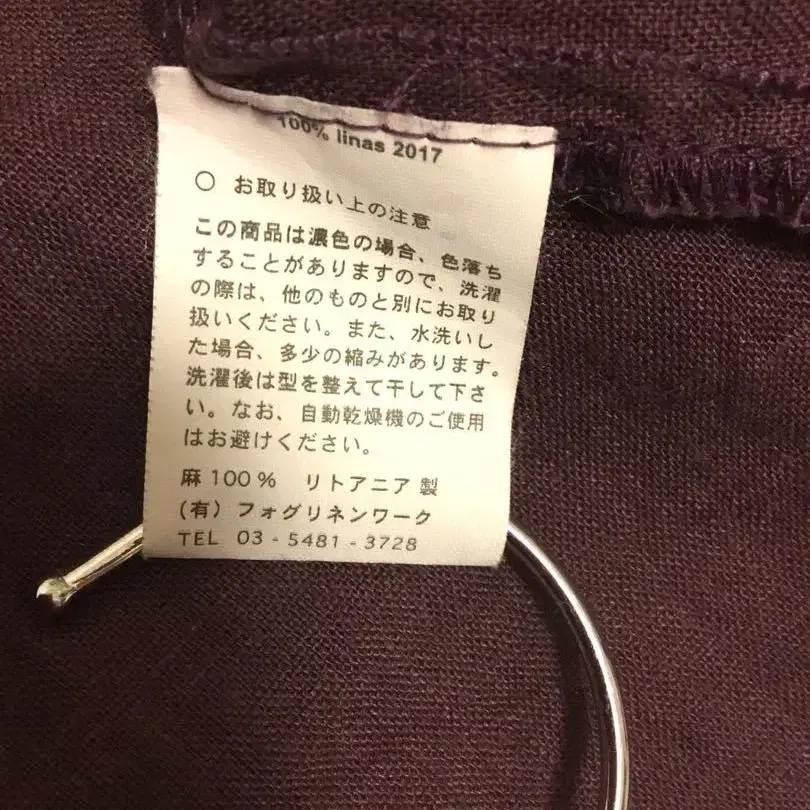 100% linas 2017
○ お取り扱い上の注意
この商品は濃色の場合、色落ち
することがありますので、洗濯
の際は、他のものと別にお取り
扱いください。また、水洗いし
た場合、多少の縮みがあります。
洗濯後は型を整えて干して下さ
い。なお、自動乾燥機のご使用
はお避けください。
麻100% リトアニア製
(有) フォグリネンワーク
TEL 03-5481-3728